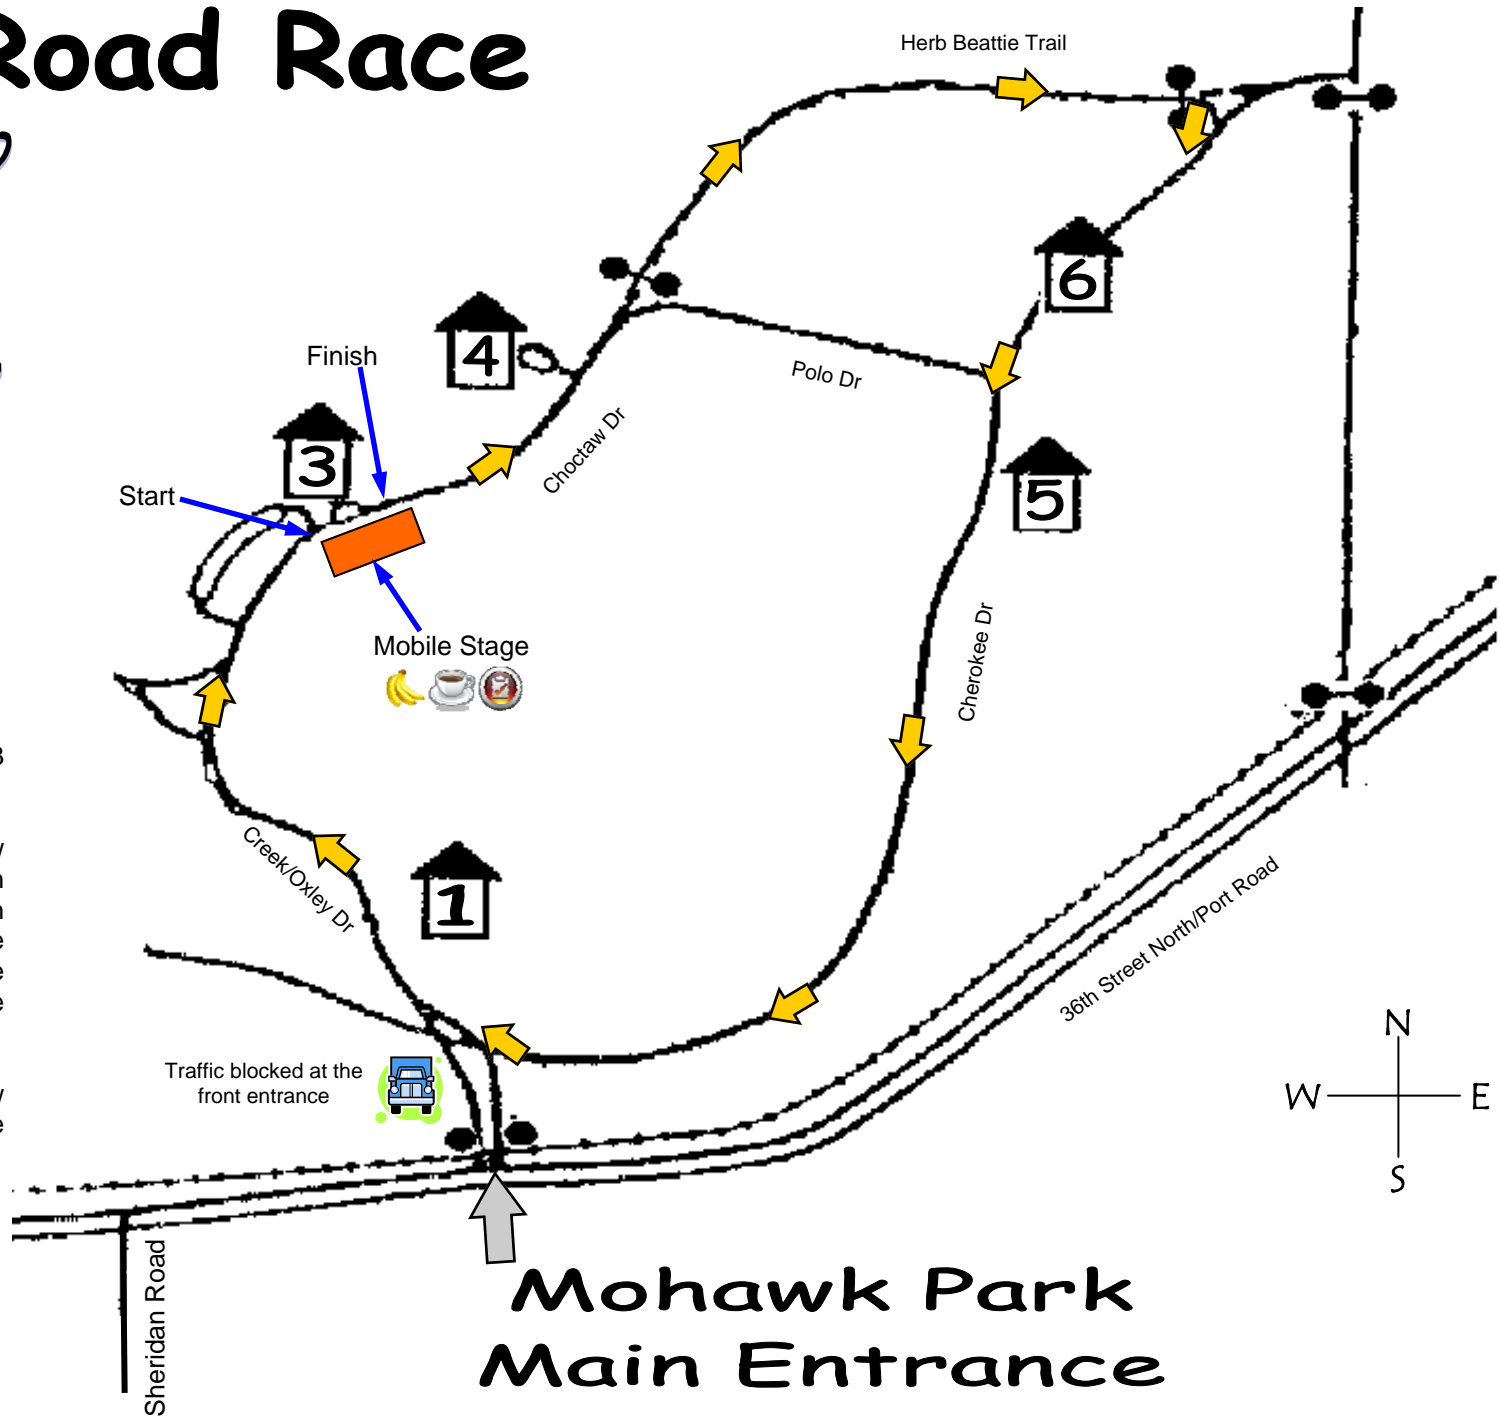 Road Race
Herb Beattie Trail
6
4
Finish
Polo Dr
Choctaw Dr
3
Start
5
Mobile Stage
Cherokee Dr
Creek/Oxley Dr
1
36th Street North/Port Road
Traffic blocked at the
front entrance
N
W E
S
Sheridan Road
Mohawk Park
Main Entrance